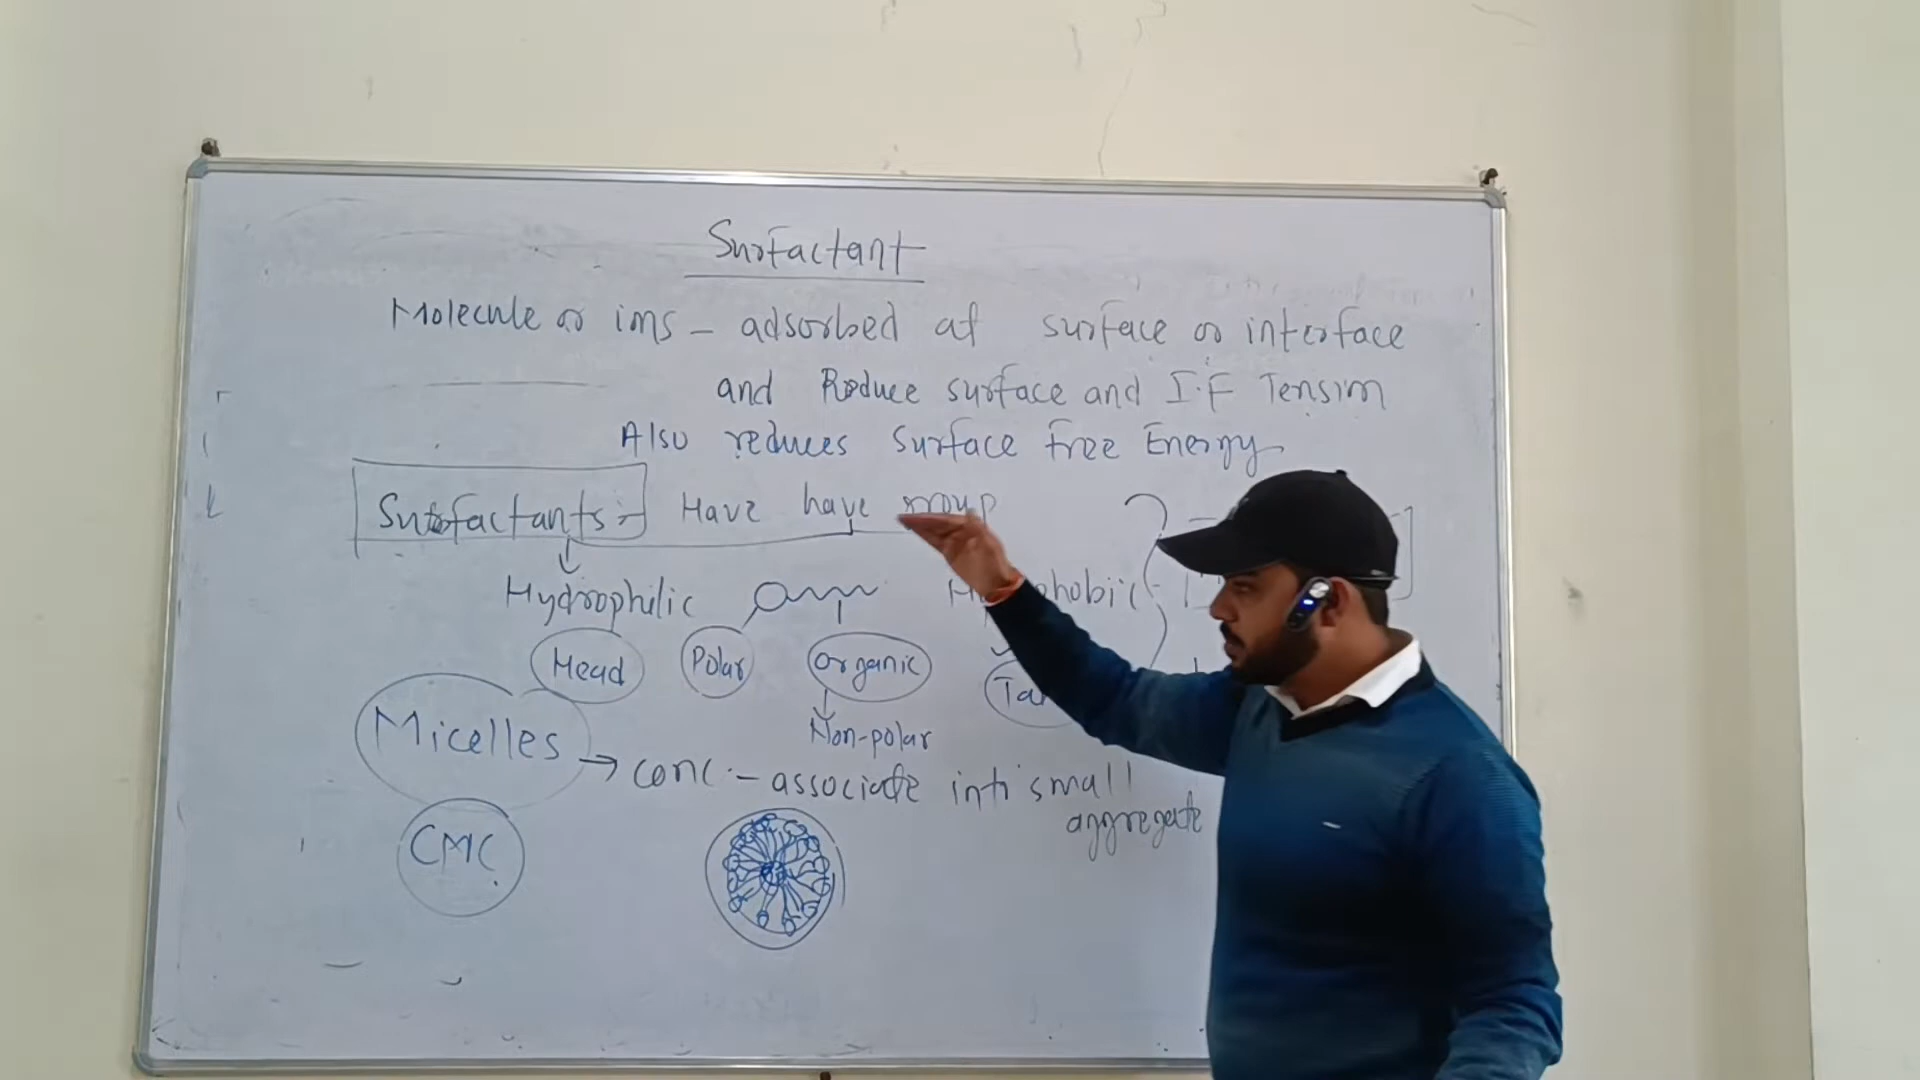 Surfactant
Molecule or ions - adsorbed at surface or interface
and Reduce surface and I.F Tension
Also reduces Surface Free Energy
Surfactants :- Have have group
Hydrophilic
Head Polar organic
Non-polar
Micelles → conc. - associate into small
aggregate
CMC